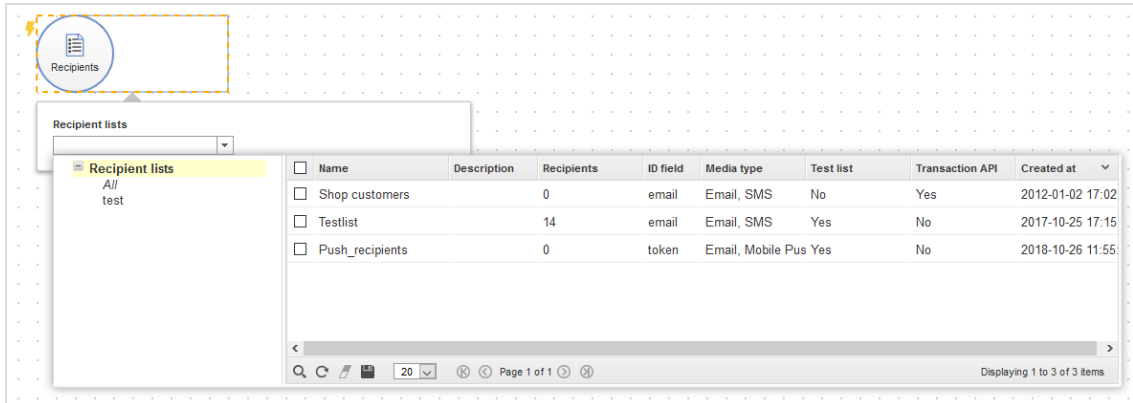 Recipients
Recipient lists
Recipient lists
All
test
Name Description Recipients ID field Media type Test list Transaction API Created at
Shop customers 0 email Email, SMS No Yes 2012-01-02 17:02
Testlist 14 email Email, SMS Yes No 2017-10-25 17:15
Push_recipients 0 token Email, Mobile Pus Yes No 2018-10-26 11:55:
20 Page 1 of 1 Displaying 1 to 3 of 3 items